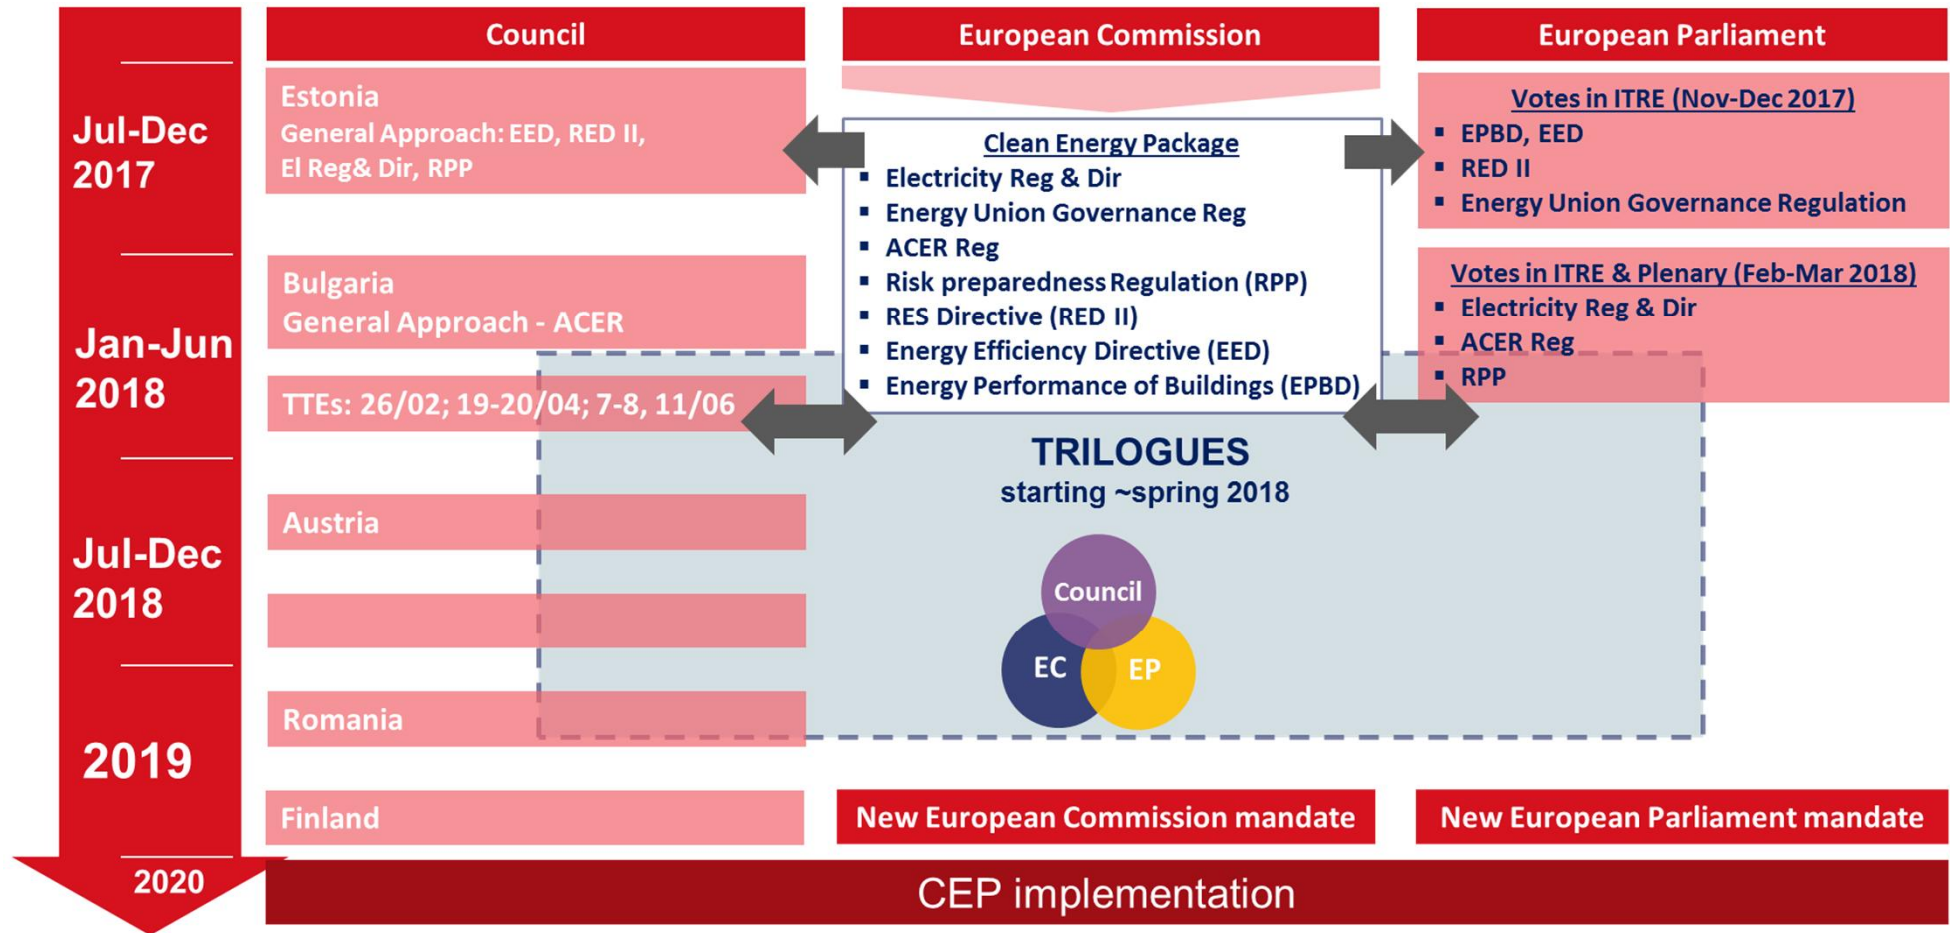 Council
European Commission
European Parliament
Jul-Dec
2017
Estonia
General Approach: EED, RED II,
El Reg& Dir, RPP
Clean Energy Package
▪ Electricity Reg & Dir
▪ Energy Union Governance Reg
▪ ACER Reg
▪ Risk preparedness Regulation (RPP)
▪ RES Directive (RED II)
▪ Energy Efficiency Directive (EED)
▪ Energy Performance of Buildings (EPBD)
Votes in ITRE (Nov-Dec 2017)
▪ EPBD, EED
▪ RED II
▪ Energy Union Governance Regulation
Jan-Jun
2018
Bulgaria
General Approach - ACER
TTEs: 26/02; 19-20/04; 7-8, 11/06
Votes in ITRE & Plenary (Feb-Mar 2018)
▪ Electricity Reg & Dir
▪ ACER Reg
▪ RPP
TRILOGUES
starting ~spring 2018
Jul-Dec
2018
Austria
Council
EC
EP
2019
Romania
Finland
New European Commission mandate
New European Parliament mandate
2020
CEP implementation